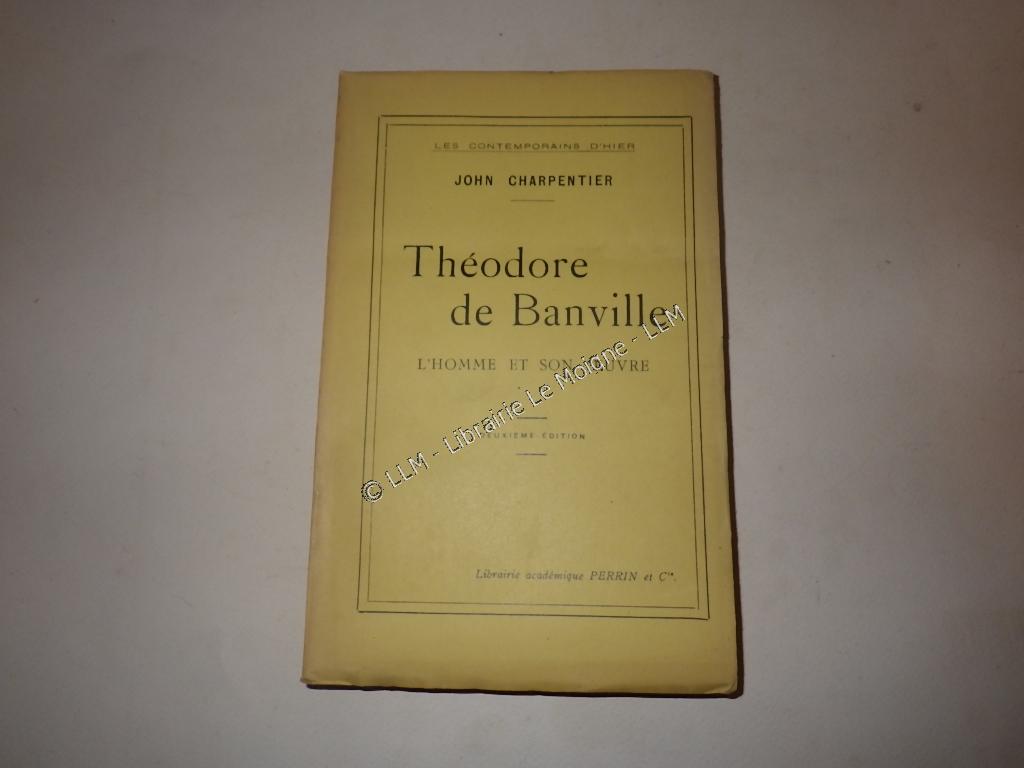 LES CONTEMPORAINS D'HIER
JOHN CHARPENTIER
Théodore
de Banville
L'HOMME ET SON ŒUVRE
DEUXIÈME ÉDITION
Librairie académique PERRIN et Cie.
© LLM - Librairie Le Moigne - LLM